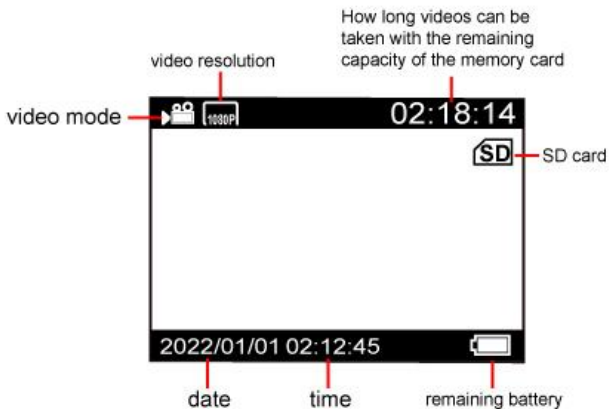 How long videos can be
taken with the remaining
capacity of the memory card
video resolution
video mode
1080P
02:18:14
SD
SD card
2022/01/01 02:12:45
date
time
remaining battery